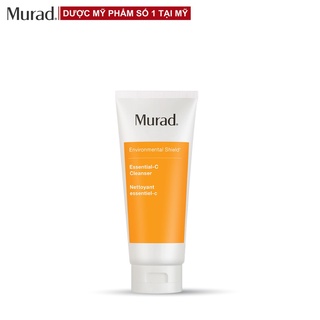 Murad.
DƯỢC MỸ PHẨM SỐ 1 TẠI MỸ
Murad.
Environmental Shield
Essential-C
Cleanser
Nettoyant
essentiel-c